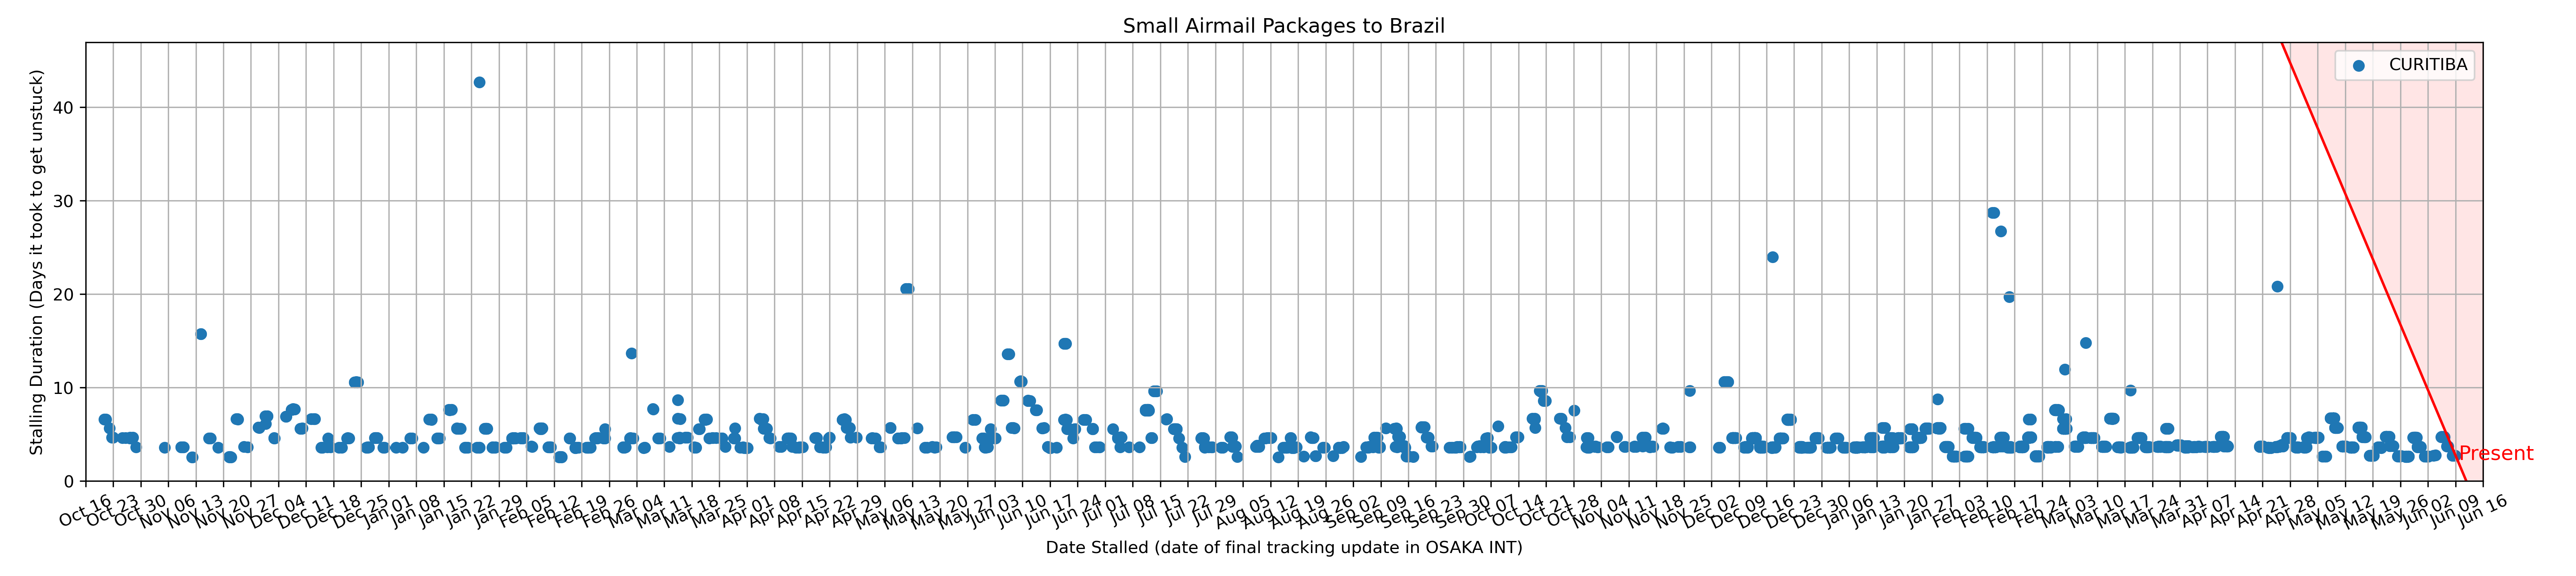 Small Airmail Packages to Brazil
CURITIBA
Stalling Duration (Days it took to get unstuck)
40
30
20
10
0
Present
Oct 16
Oct 23
Oct 30
Nov 06
Nov 13
Nov 20
Nov 27
Dec 04
Dec 11
Dec 18
Dec 25
Jan 01
Jan 08
Jan 15
Jan 22
Jan 29
Feb 05
Feb 12
Feb 19
Feb 26
Mar 04
Mar 11
Mar 18
Mar 25
Apr 01
Apr 08
Apr 15
Apr 22
Apr 29
May 06
May 13
May 20
May 27
Jun 03
Jun 10
Jun 17
Jun 24
Jul 01
Jul 08
Jul 15
Jul 22
Jul 29
Aug 05
Aug 12
Aug 19
Aug 26
Sep 02
Sep 09
Sep 16
Sep 23
Sep 30
Oct 07
Oct 14
Oct 21
Oct 28
Nov 04
Nov 11
Nov 18
Nov 25
Dec 02
Dec 09
Dec 16
Dec 23
Dec 30
Jan 06
Jan 13
Jan 20
Jan 27
Feb 03
Feb 10
Feb 17
Feb 24
Mar 03
Mar 10
Mar 17
Mar 24
Mar 31
Apr 07
Apr 14
Apr 21
Apr 28
May 05
May 12
May 19
May 26
Jun 02
Jun 09
Jun 16
Date Stalled (date of final tracking update in OSAKA INT)